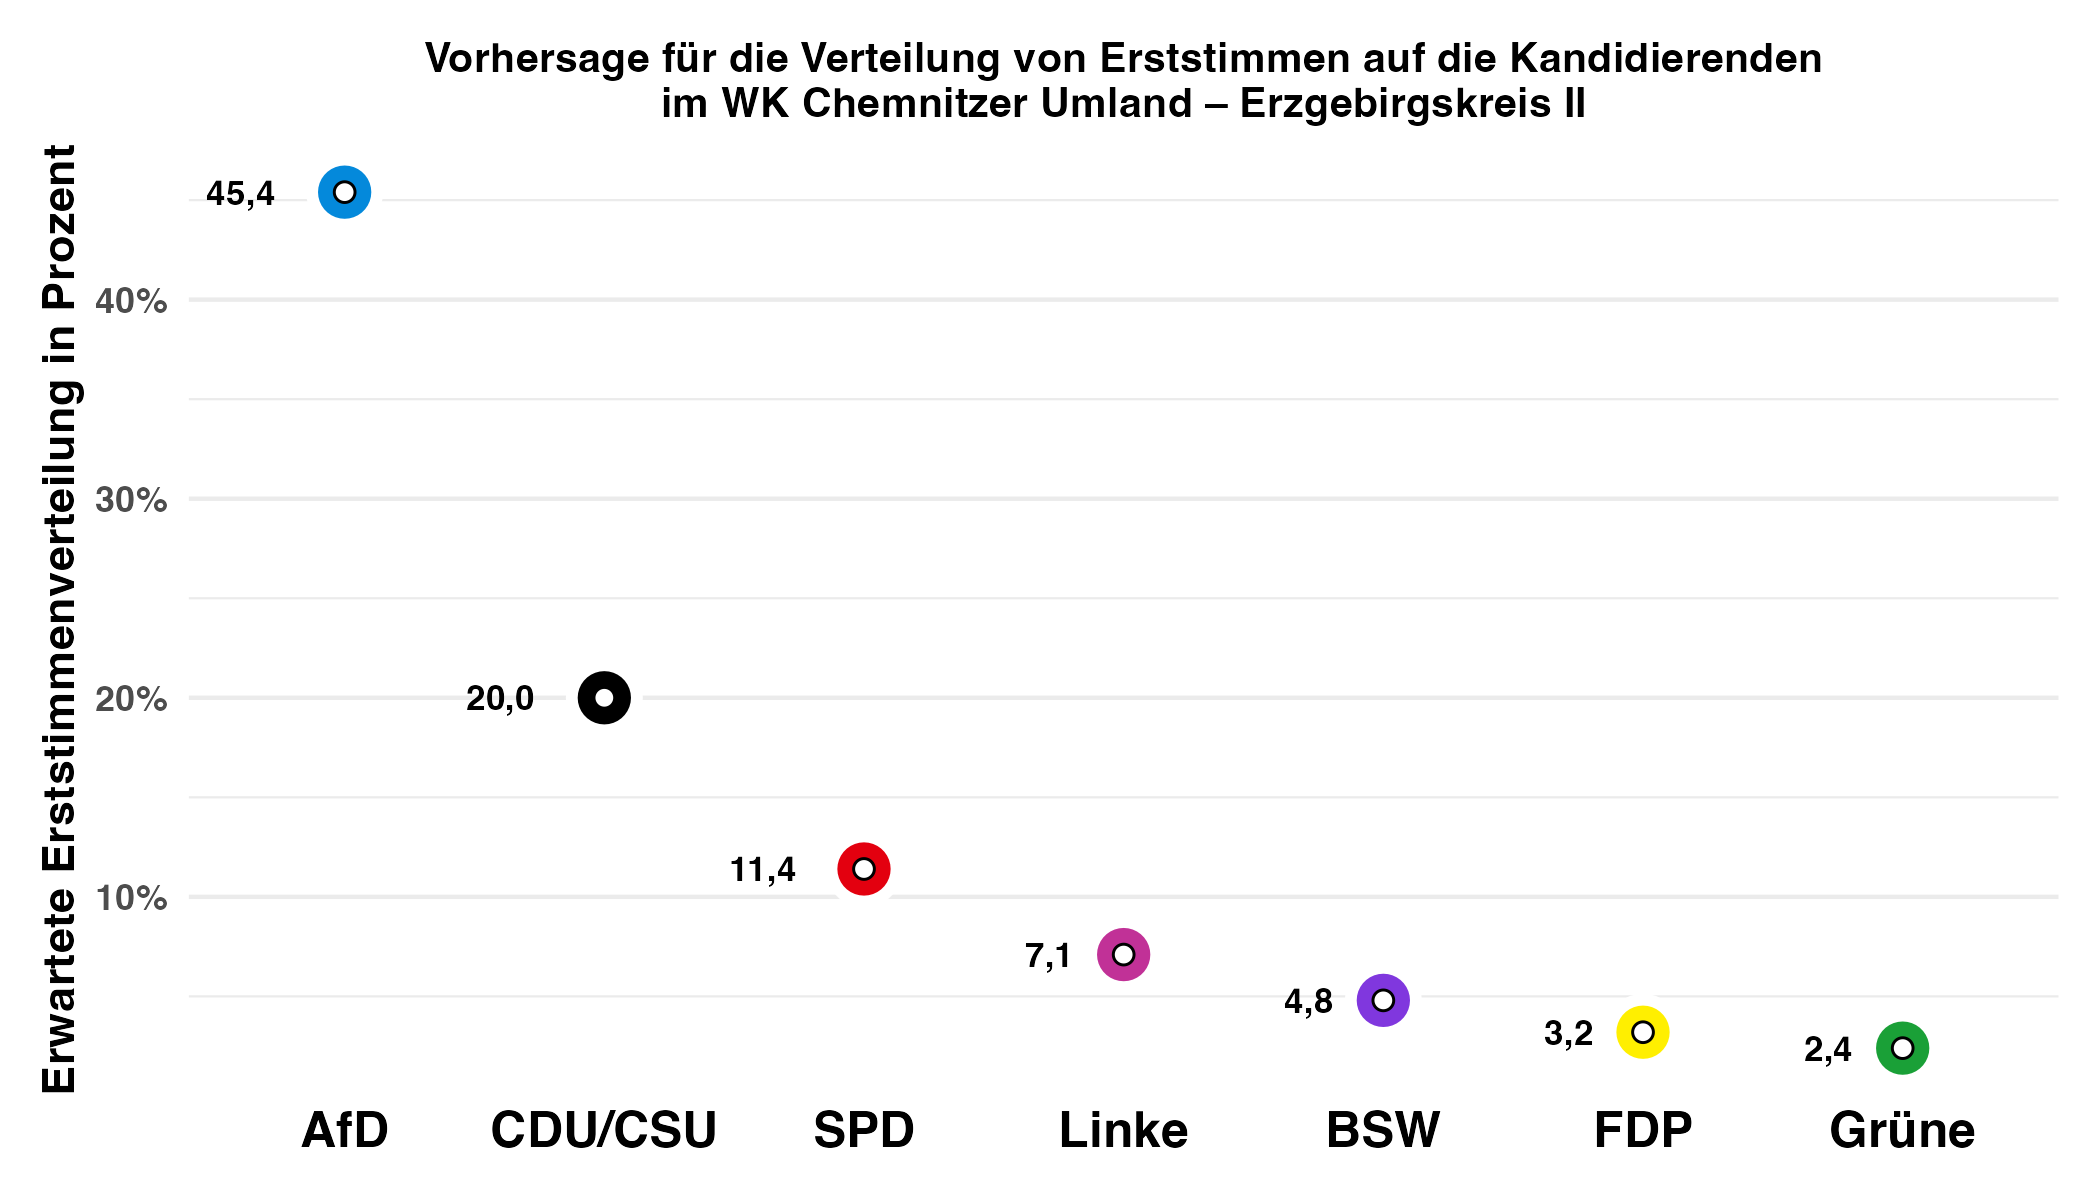 Vorhersage für die Verteilung von Erststimmen auf die Kandidierenden
im WK Chemnitzer Umland – Erzgebirgskreis II
Erwartete Erststimmenverteilung in Prozent
45,4
40%
30%
20%
20,0
11,4
10%
7,1
4,8
3,2
2,4
AfD
CDU/CSU
SPD
Linke
BSW
FDP
Grüne